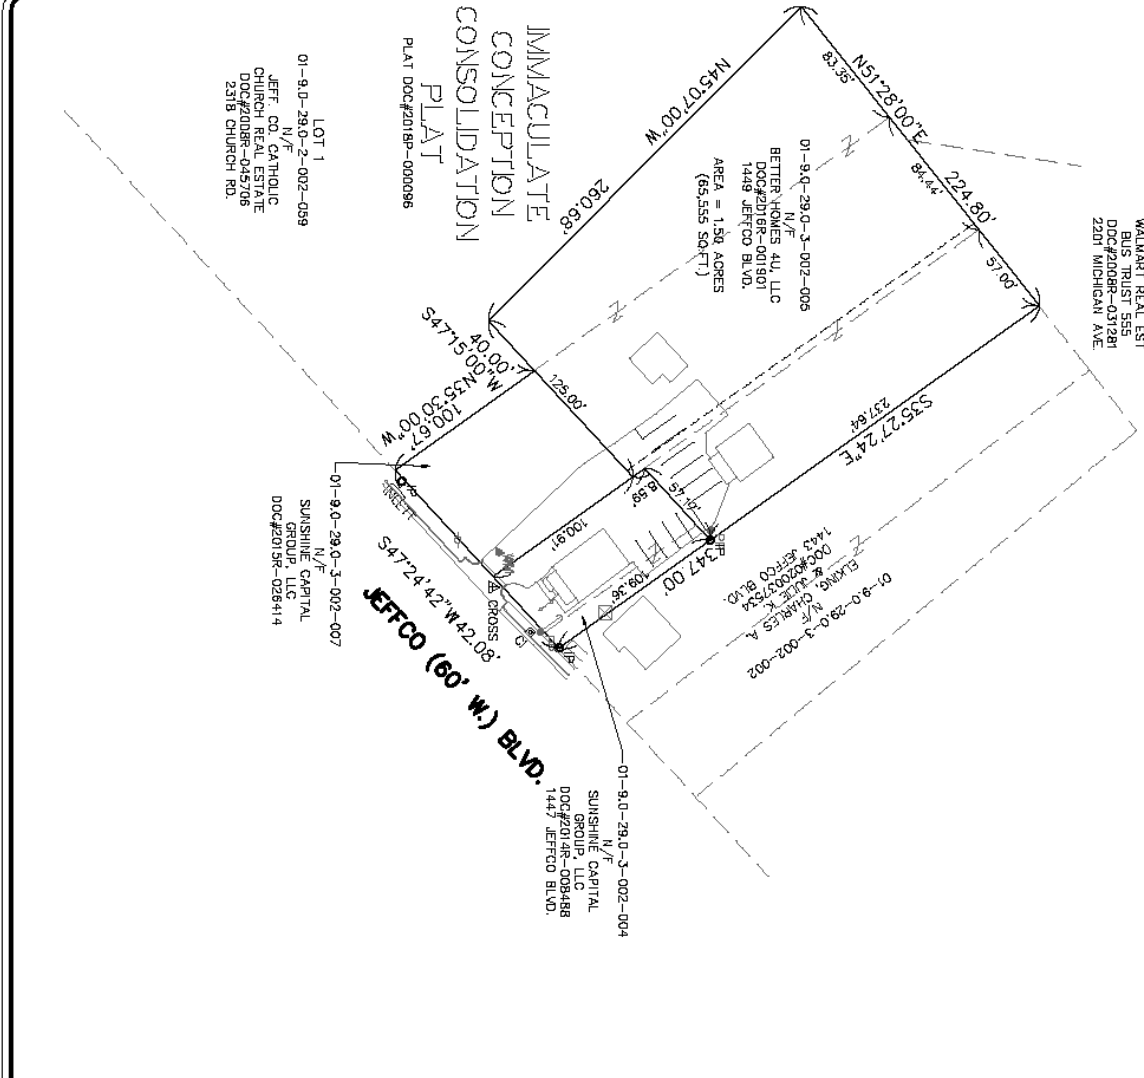 IMMACULATE
CONCEPTION
CONSOLIDATION
PLAT
PLAT DOC#2018P-000096
LOT 1
01-9.0-29.0-2-002-059
N/F
JEFF. CO. CATHOLIC
CHURCH REAL ESTATE
DOC#2008R-045706
2318 CHURCH RD.
N45°07'00"W
260.68'
N51°28'00"E
224.80'
83.35'
84.44'
57.00'
WALMART REAL EST
BUS TRUST 555
DOC#2008R-031281
2201 MICHIGAN AVE.
01-9.0-29.0-3-002-005
N/F
BETTER HOMES 4U, LLC
DOC#2016R-001901
1449 JEFFCO BLVD.
AREA = 1.50 ACRES
(65,535 SQ.FT.)
S35°27'24"E
237.64'
347.00'
109.36'
S47°15'00"W
40.00'
125.00'
N35°30'00"W
100.67'
57.17'
8.59'
100.91'
01-9.0-29.0-3-002-002
N/F
ELKING, CHARLES A.
& JULIE K.
DOC#020037534
1443 JEFFCO BLVD.
01-9.0-29.0-3-002-007
N/F
SUNSHINE CAPITAL
GROUP, LLC
DOC#2015R-026414
S47°24'42"W 42.08'
CROSS
CI
JEFFCO (60' W.) BLVD.
01-9.0-29.0-3-002-004
N/F
SUNSHINE CAPITAL
GROUP, LLC
DOC#2014R-008488
1447 JEFFCO BLVD.